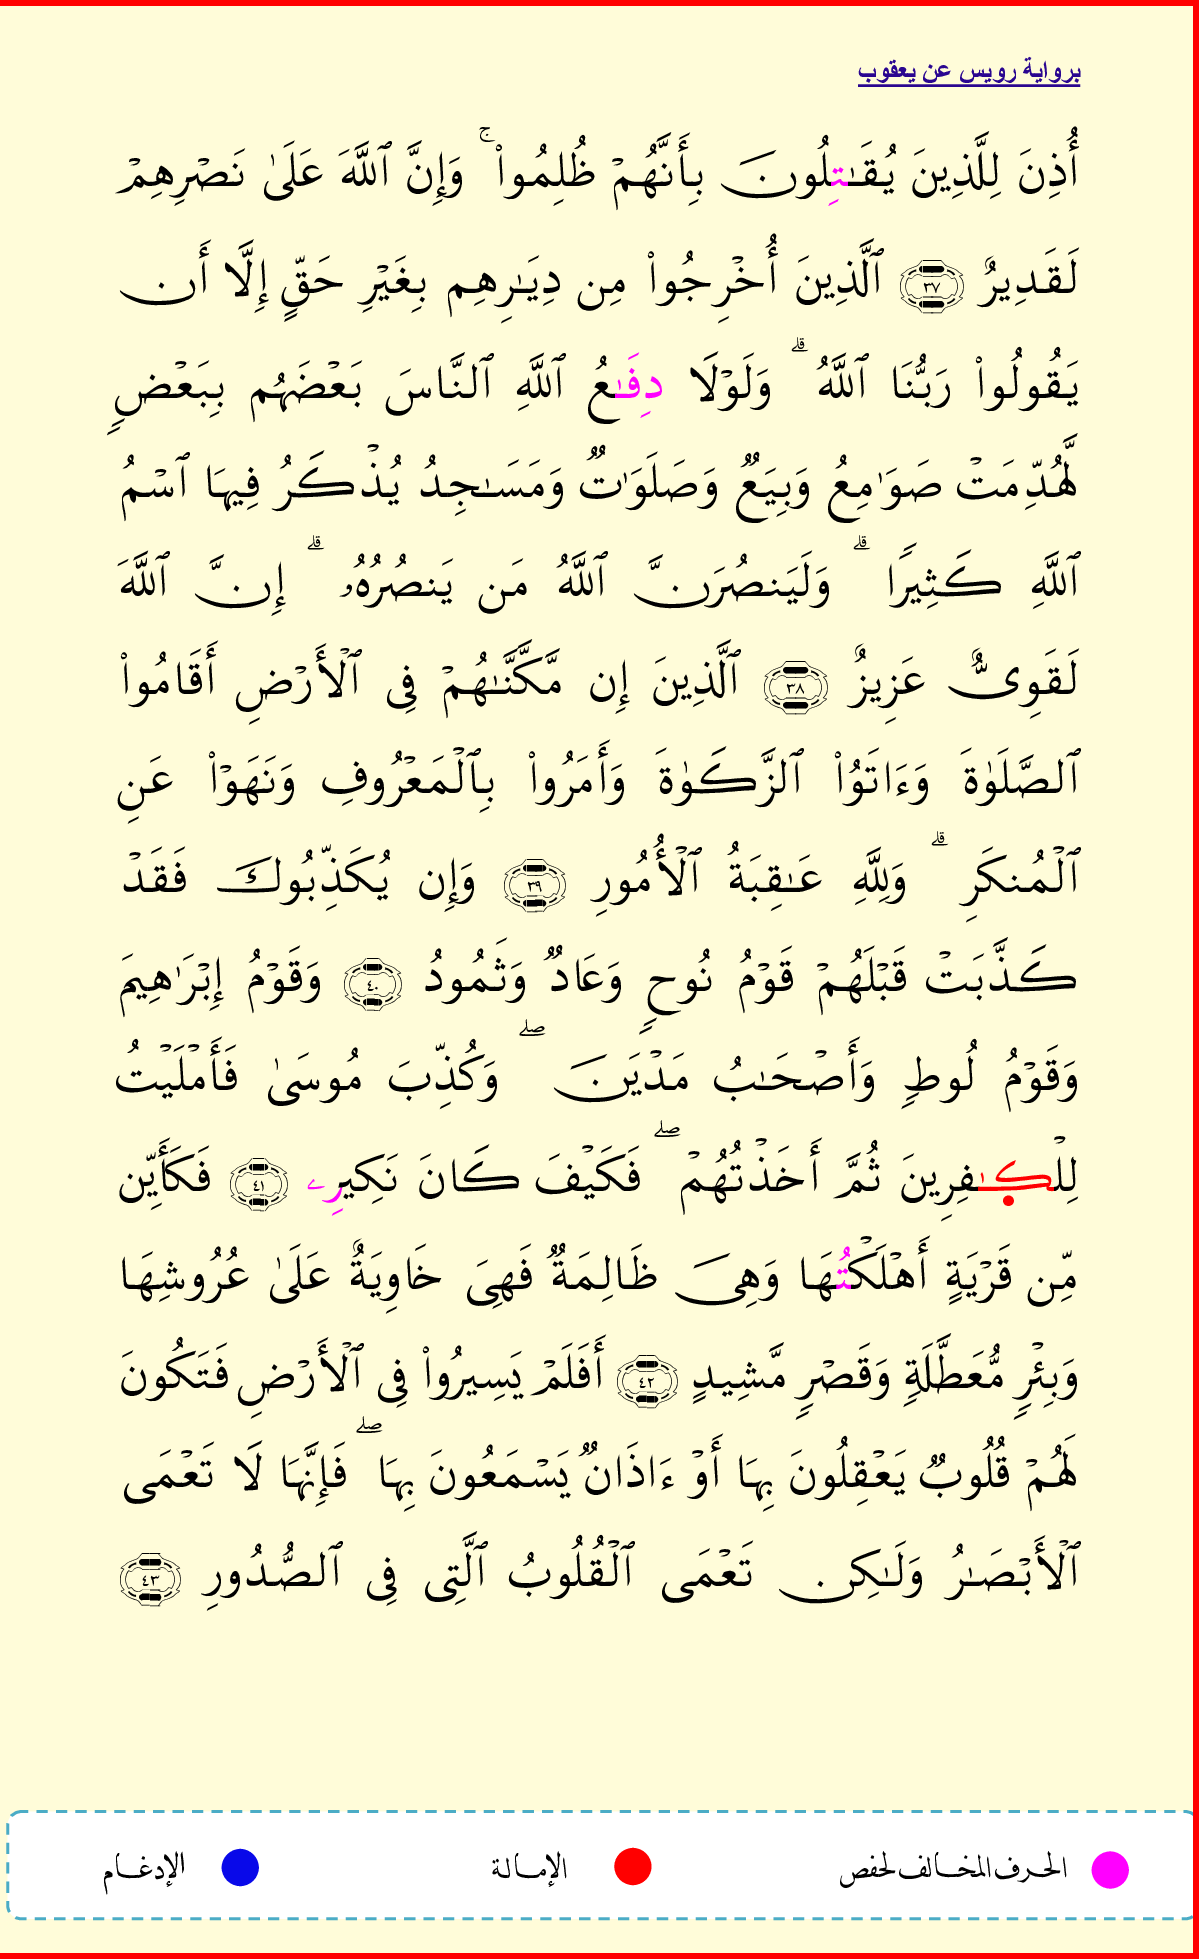 برواية رويس عن يعقوب
أُذِنَ لِلَّذِينَ يُقَٰتِلُونَ بِأَنَّهُمۡ ظُلِمُواْۚ وَإِنَّ ٱللَّهَ عَلَىٰ نَصۡرِهِمۡ
لَقَدِيرٌ ٣٧ ٱلَّذِينَ أُخۡرِجُواْ مِن دِيَٰرِهِم بِغَيۡرِ حَقٍّ إِلَّا أَن
يَقُولُواْ رَبُّنَا ٱللَّهُۗ وَلَوۡلَا دِفَٰعُ ٱللَّهِ ٱلنَّاسَ بَعۡضَهُم بِبَعۡضٖ
لَّهُدِّمَتۡ صَوَٰمِعُ وَبِيَعٞ وَصَلَوَٰتٞ وَمَسَٰجِدُ يُذۡكَرُ فِيهَا ٱسۡمُ
ٱللَّهِ كَثِيرٗاۗ وَلَيَنصُرَنَّ ٱللَّهُ مَن يَنصُرُهُۥۗ إِنَّ ٱللَّهَ
لَقَوِيٌّ عَزِيزٌ ٣٨ ٱلَّذِينَ إِن مَّكَّنَّٰهُمۡ فِي ٱلۡأَرۡضِ أَقَامُواْ
ٱلصَّلَوٰةَ وَءَاتَوُاْ ٱلزَّكَوٰةَ وَأَمَرُواْ بِٱلۡمَعۡرُوفِ وَنَهَوۡاْ عَنِ
ٱلۡمُنكَرِۗ وَلِلَّهِ عَٰقِبَةُ ٱلۡأُمُورِ ٣٩ وَإِن يُكَذِّبُوكَ فَقَدۡ
كَذَّبَتۡ قَبۡلَهُمۡ قَوۡمُ نُوحٖ وَعَادٞ وَثَمُودُ ٤٠ وَقَوۡمُ إِبۡرَٰهِيمَ
وَقَوۡمُ لُوطٖ وَأَصۡحَٰبُ مَدۡيَنَۖ وَكُذِّبَ مُوسَىٰ فَأَمۡلَيۡتُ
لِلۡكَٰفِرِينَ ثُمَّ أَخَذۡتُهُمۡۖ فَكَيۡفَ كَانَ نَكِيرِے ٤١ فَكَأَيِّن
مِّن قَرۡيَةٍ أَهۡلَكۡتُهَا وَهِيَ ظَالِمَةٞ فَهِيَ خَاوِيَةٌ عَلَىٰ عُرُوشِهَا
وَبِئۡرٖ مُّعَطَّلَةٖ وَقَصۡرٖ مَّشِيدٍ ٤٢ أَفَلَمۡ يَسِيرُواْ فِي ٱلۡأَرۡضِ فَتَكُونَ
لَهُمۡ قُلُوبٞ يَعۡقِلُونَ بِهَا أَوۡ ءَاذَانٞ يَسۡمَعُونَ بِهَاۖ فَإِنَّهَا لَا تَعۡمَى
ٱلۡأَبۡصَٰرُ وَلَٰكِن تَعۡمَى ٱلۡقُلُوبُ ٱلَّتِي فِي ٱلصُّدُورِ ٤٣
الحرف المخالف لحفص الإمالة الإدغام